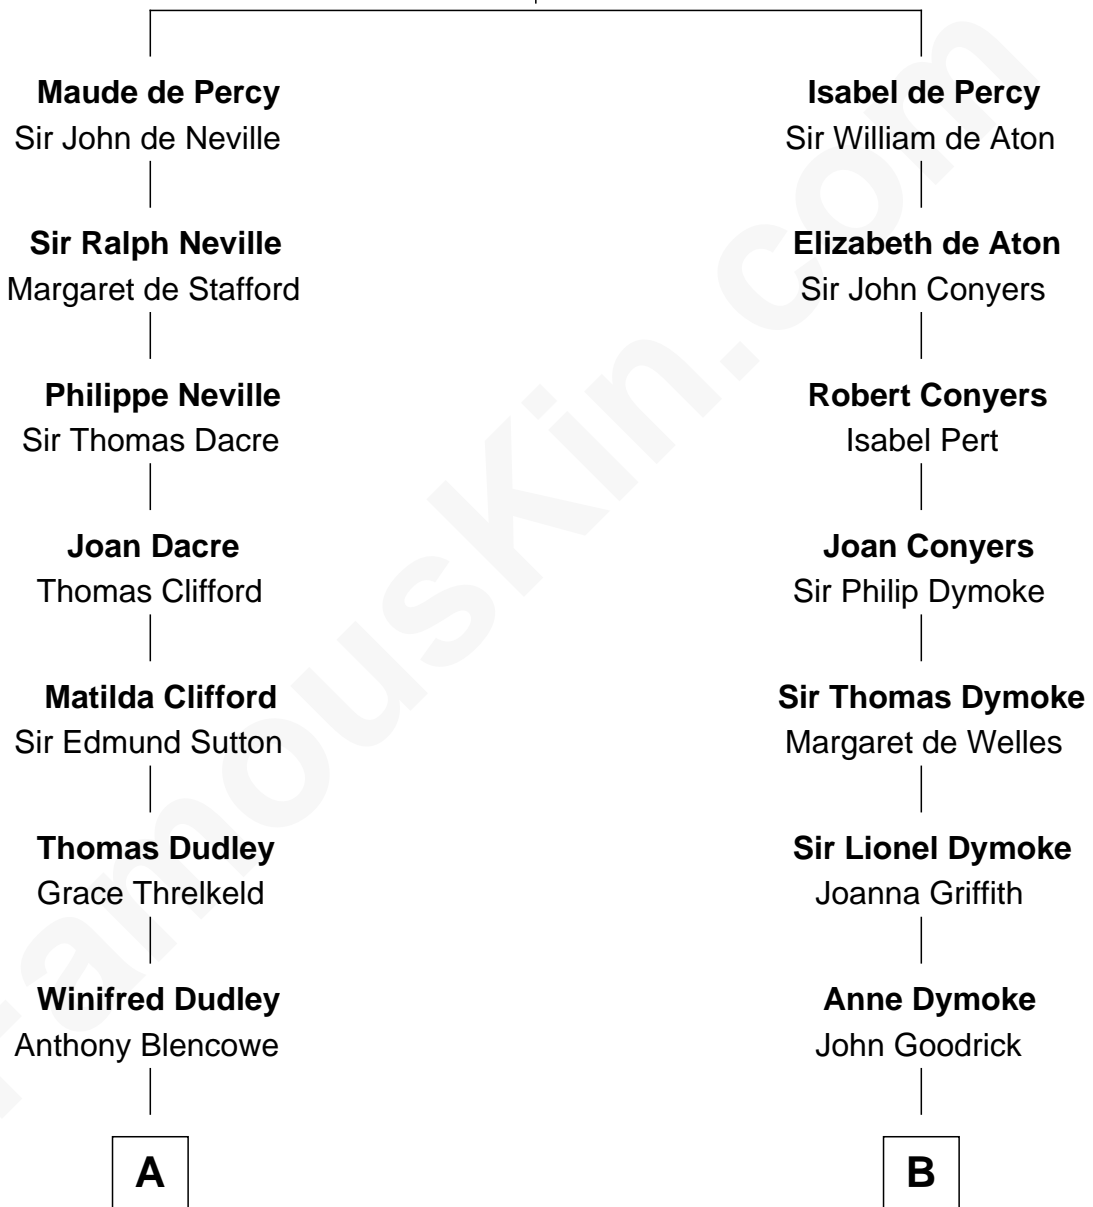 Maude de Percy
Sir John de Neville
Isabel de Percy
Sir William de Aton
Sir Ralph Neville
Margaret de Stafford
Elizabeth de Aton
Sir John Conyers
Philippe Neville
Sir Thomas Dacre
Robert Conyers
Isabel Pert
Joan Dacre
Thomas Clifford
Joan Conyers
Sir Philip Dymoke
Matilda Clifford
Sir Edmund Sutton
Sir Thomas Dymoke
Margaret de Welles
Thomas Dudley
Grace Threlkeld
Sir Lionel Dymoke
Joanna Griffith
Winifred Dudley
Anthony Blencowe
Anne Dymoke
John Goodrick
A
B
FamousKin.com